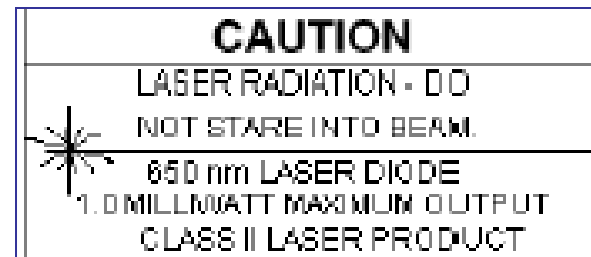 CAUTION
LASER RADIATION - DO
NOT STARE INTO BEAM.
650 nm LASER DIODE
1.0 MILLIWATT MAXIMUM OUTPUT
CLASS II LASER PRODUCT